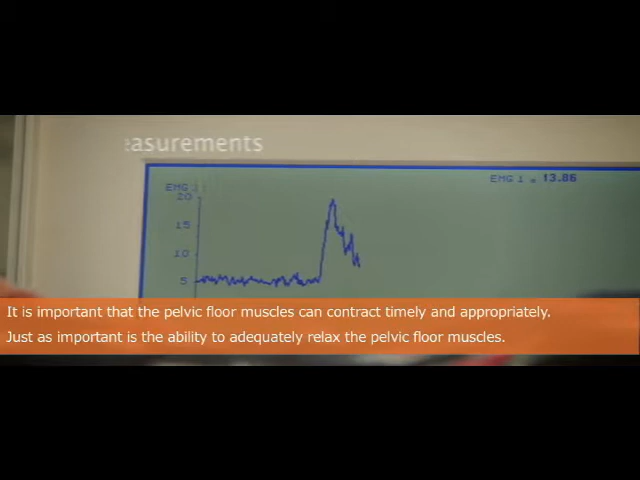 easurements
EMG 1 = 13.86
EMG
20
15
10
5
It is important that the pelvic floor muscles can contract timely and appropriately.
Just as important is the ability to adequately relax the pelvic floor muscles.